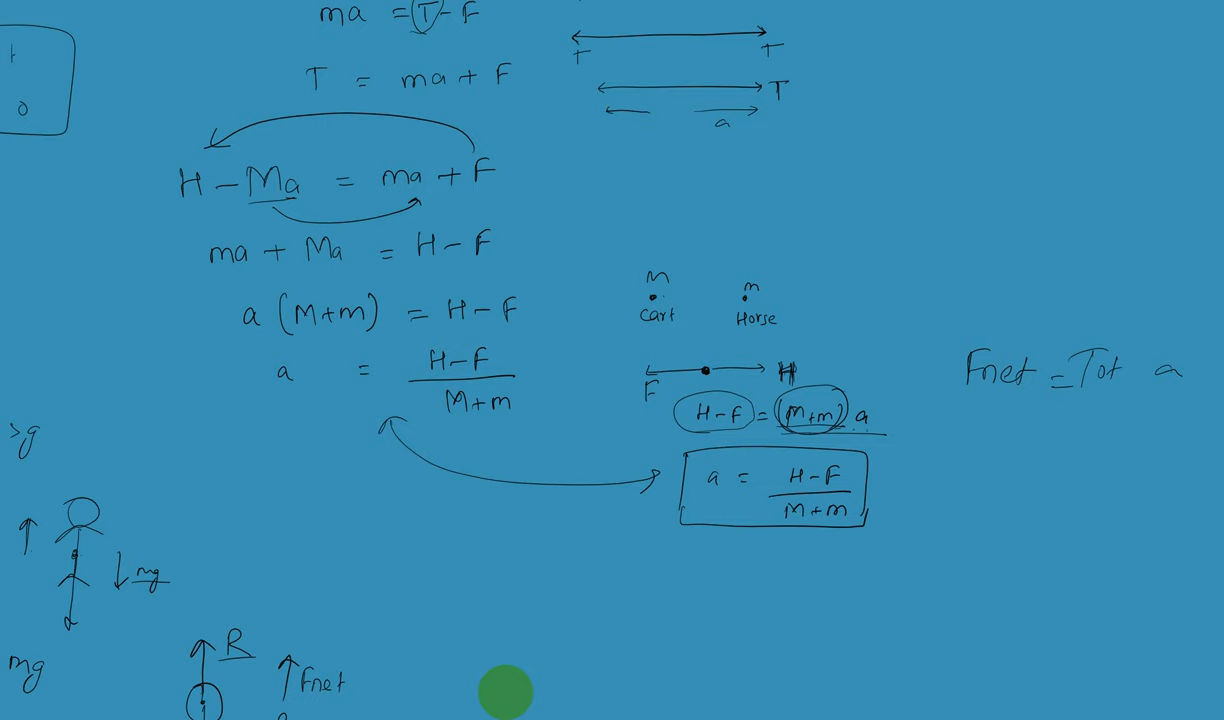 ma = T - F
T = ma + F
H - Ma = ma + F
ma + Ma = H - F
a (M+m) = H - F
a = H-F / M+m
T T
T
a
M m
Cart Horse
F H
H-F = (M+m) a
a = H-F / M+m
Fnet = Tot a
>g
mg
mg
R
Fnet